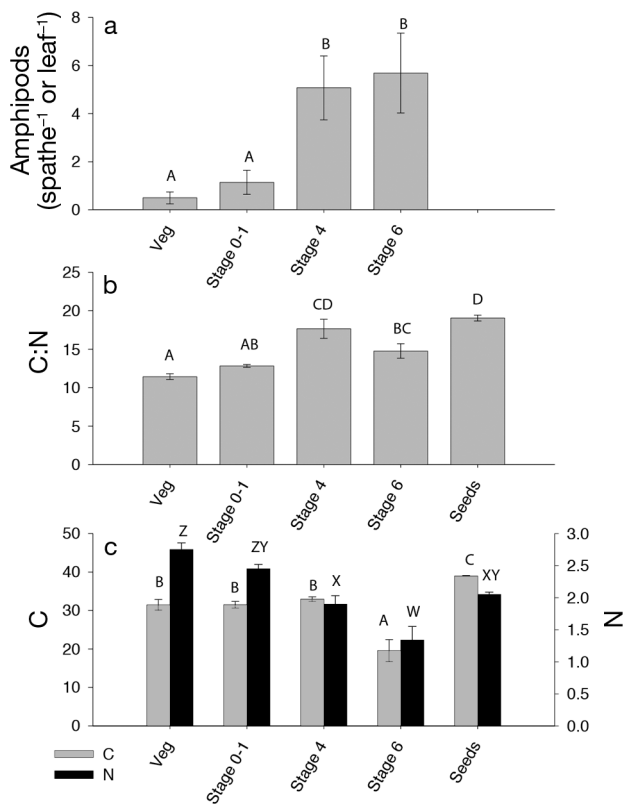 a
Amphipods
(spathe⁻¹ or leaf⁻¹)
8
6
4
2
0
A
A
B
B
Veg
Stage 0-1
Stage 4
Stage 6
b
C:N
25
20
15
10
5
0
A
AB
CD
BC
D
Veg
Stage 0-1
Stage 4
Stage 6
Seeds
c
C
50
40
30
20
10
0
B
Z
B
ZY
B
X
A
W
C
XY
3.0
2.5
2.0
1.5
1.0
0.5
0.0
N
Veg
Stage 0-1
Stage 4
Stage 6
Seeds
C
N